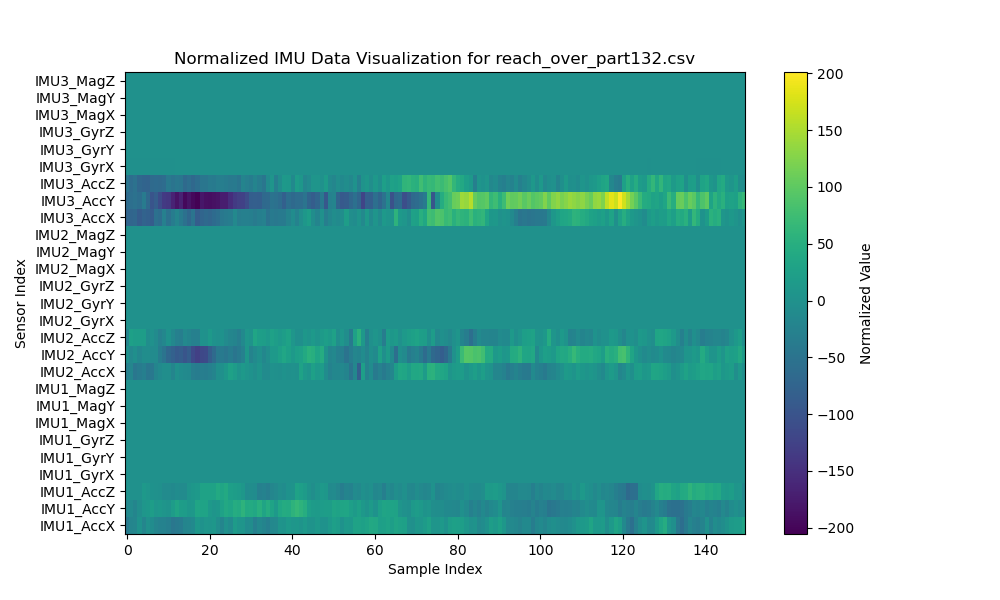 Normalized IMU Data Visualization for reach_over_part132.csv
IMU3_MagZ
IMU3_MagY
IMU3_MagX
IMU3_GyrZ
IMU3_GyrY
IMU3_GyrX
IMU3_AccZ
IMU3_AccY
IMU3_AccX
IMU2_MagZ
IMU2_MagY
IMU2_MagX
IMU2_GyrZ
IMU2_GyrY
IMU2_GyrX
IMU2_AccZ
IMU2_AccY
IMU2_AccX
IMU1_MagZ
IMU1_MagY
IMU1_MagX
IMU1_GyrZ
IMU1_GyrY
IMU1_GyrX
IMU1_AccZ
IMU1_AccY
IMU1_AccX
Sensor Index
0 20 40 60 80 100 120 140
Sample Index
200
150
100
50
0
−50
−100
−150
−200
Normalized Value